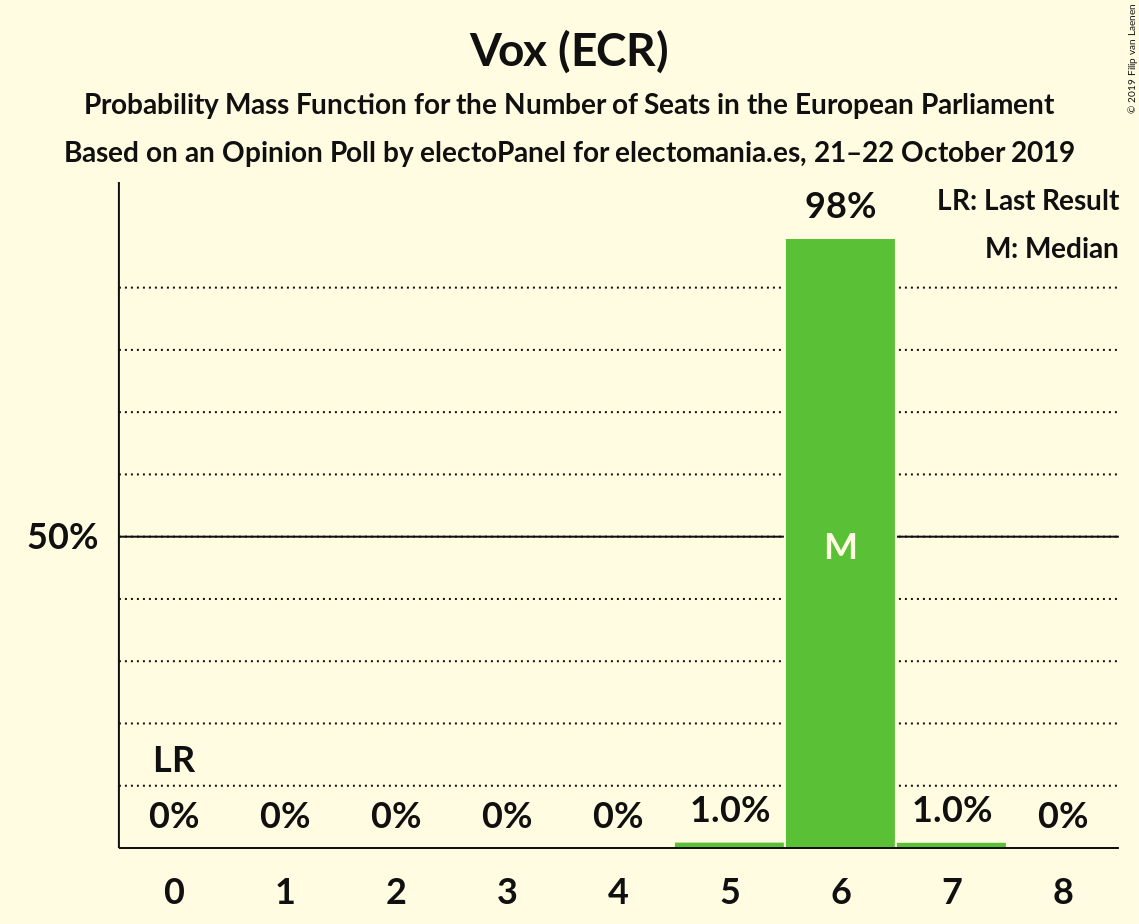 Vox (ECR)
Probability Mass Function for the Number of Seats in the European Parliament
Based on an Opinion Poll by electoPanel for electomania.es, 21–22 October 2019
© 2019 Filip van Laenen
LR: Last Result
M: Median
98%
50%
M
LR
0% 0% 0% 0% 0% 1.0% 1.0% 0%
0 1 2 3 4 5 6 7 8